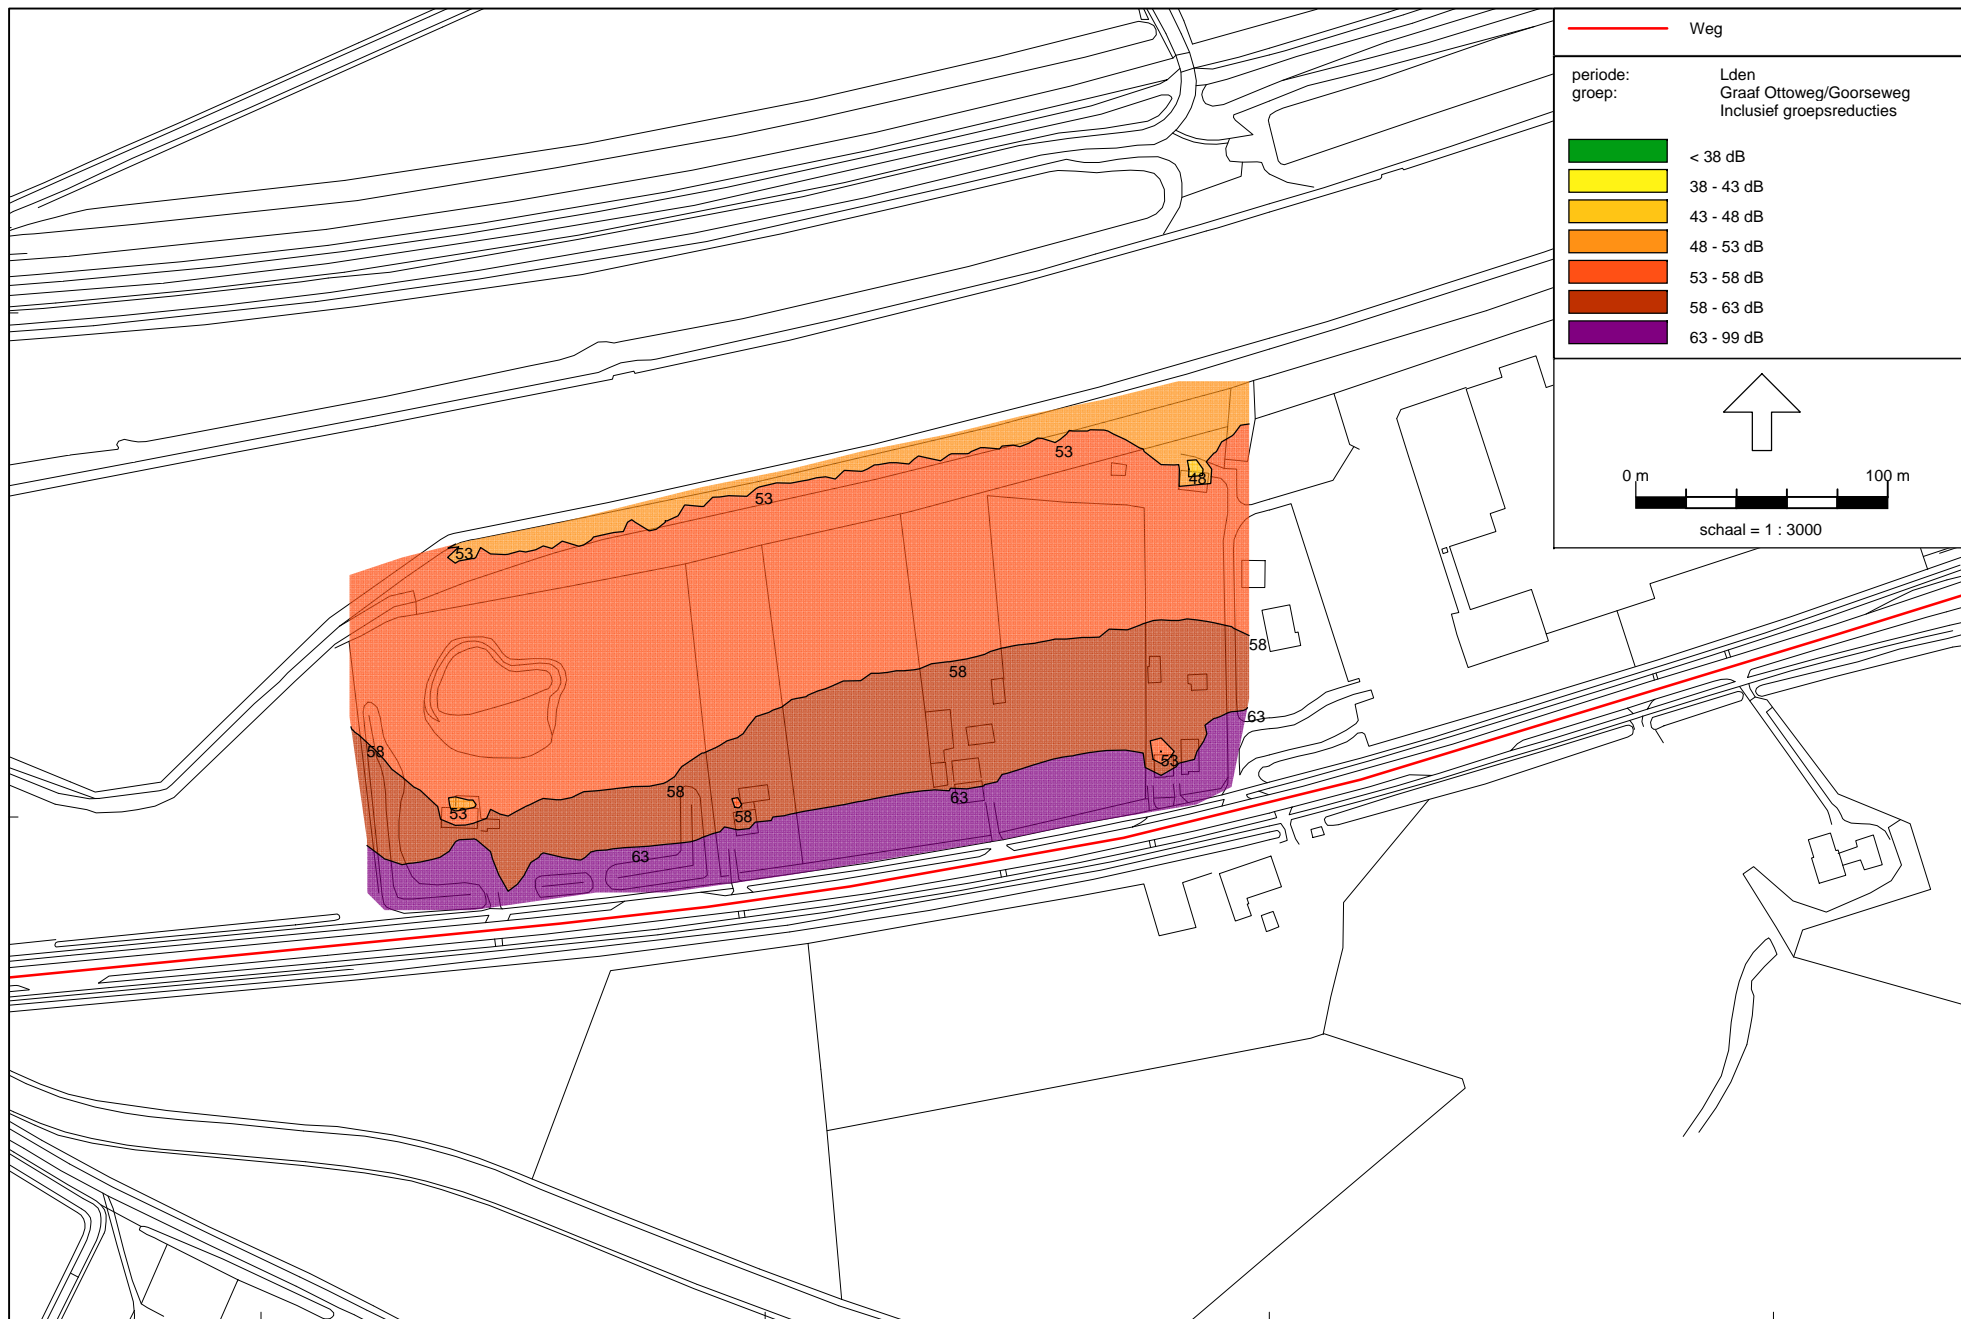 Weg
periode: Lden
groep: Graaf Ottoweg/Goorseweg
Inclusief groepsreducties
< 38 dB
38 - 43 dB
43 - 48 dB
48 - 53 dB
53 - 58 dB
58 - 63 dB
63 - 99 dB
0 m 100 m
schaal = 1 : 3000
53
48
53
53
58
58
63
58
53
58
53
63
58
63